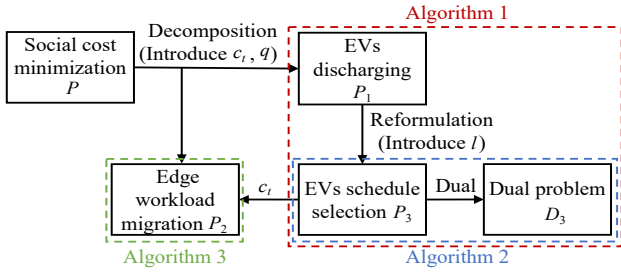 Algorithm 1
Social cost
minimization
P
Decomposition
(Introduce c_t, q)
EVs
discharging
P_1
Reformulation
(Introduce l)
Edge
workload
migration P_2
c_t
EVs schedule
selection P_3
Dual
Dual problem
D_3
Algorithm 3
Algorithm 2